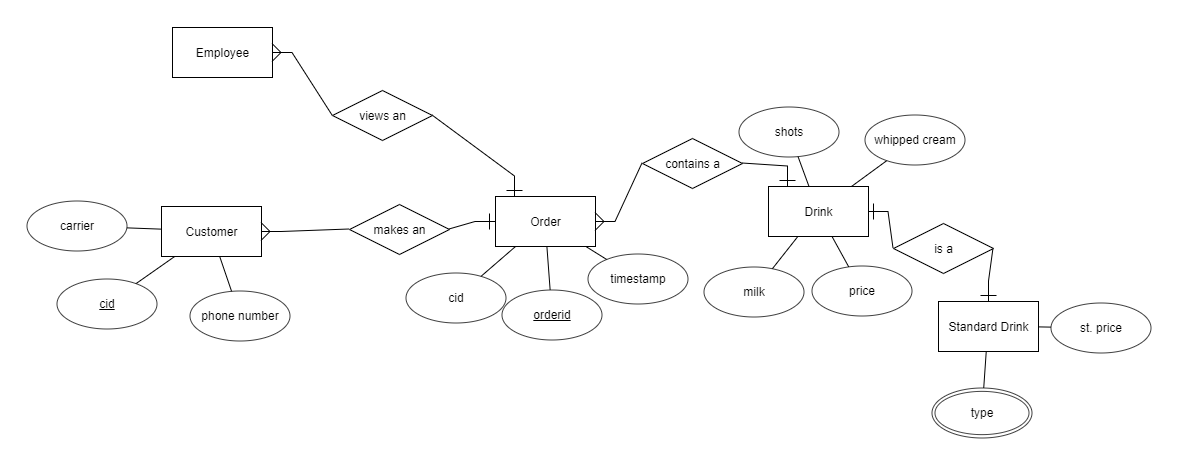 Employee
views an
shots
whipped cream
contains a
carrier
Customer
makes an
Order
Drink
is a
cid
phone number
cid
orderid
timestamp
milk
price
Standard Drink
st. price
type